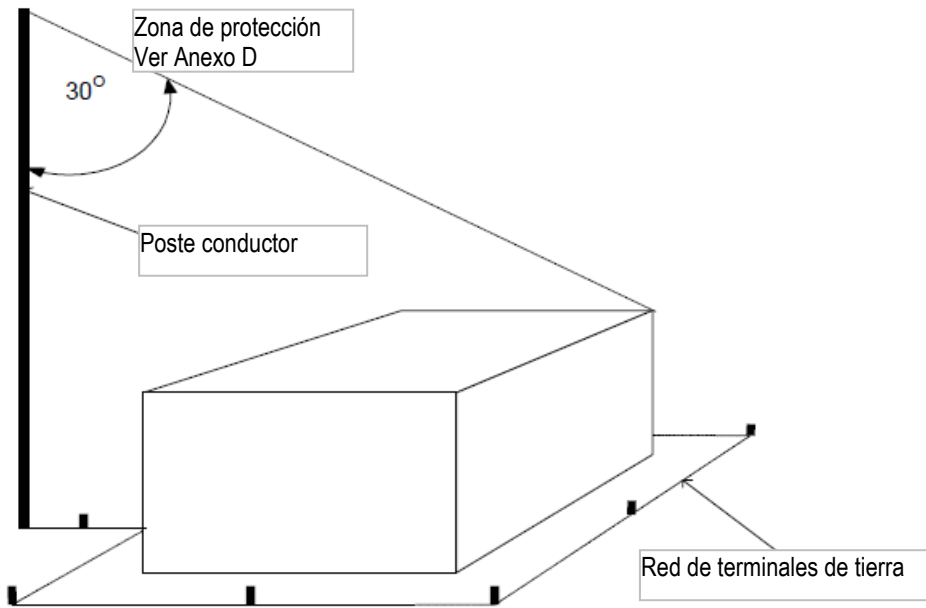 Zona de protección
Ver Anexo D
30°
Poste conductor
Red de terminales de tierra